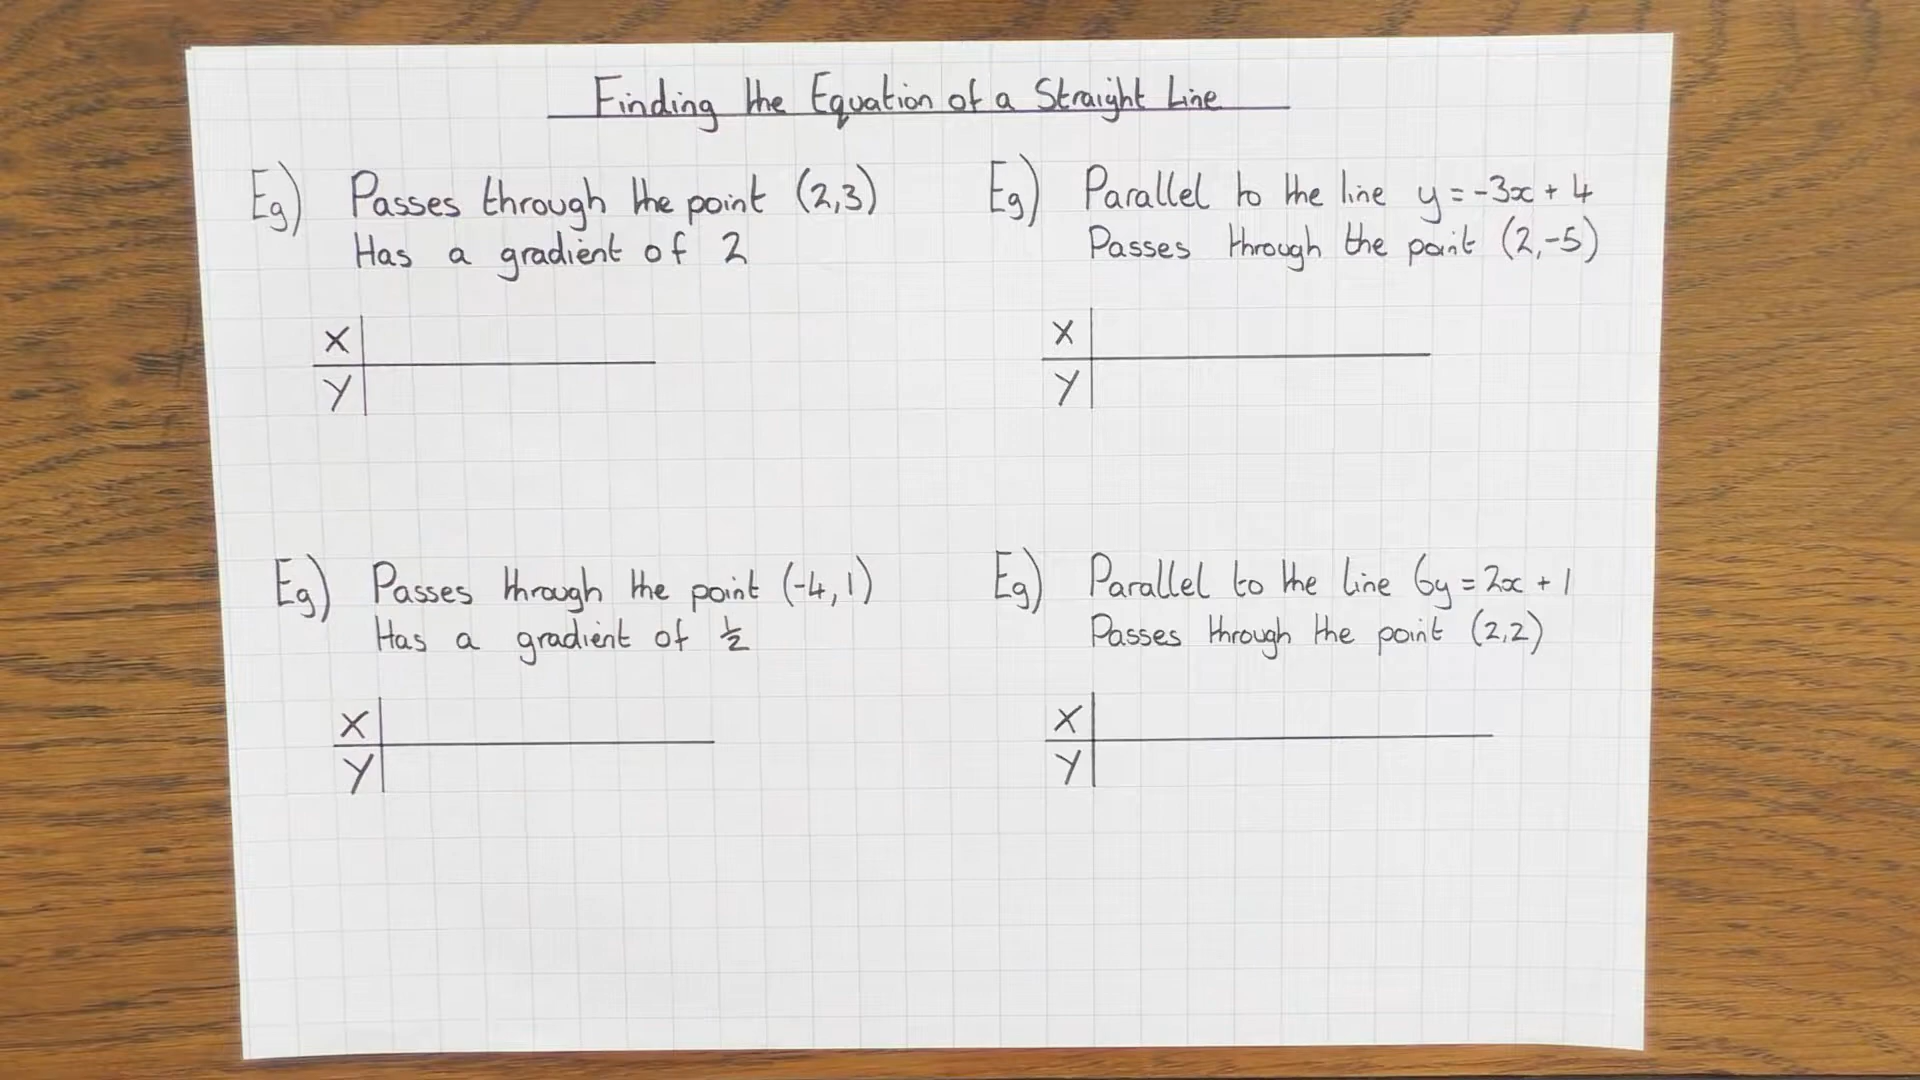 Finding the Equation of a Straight Line
Eg) Passes through the point (2,3)
Has a gradient of 2
X
Y
Eg) Parallel to the line y = -3x + 4
Passes through the point (2,-5)
X
Y
Eg) Passes through the point (-4,1)
Has a gradient of ½
X
Y
Eg) Parallel to the line 6y = 2x + 1
Passes through the point (2,2)
X
Y